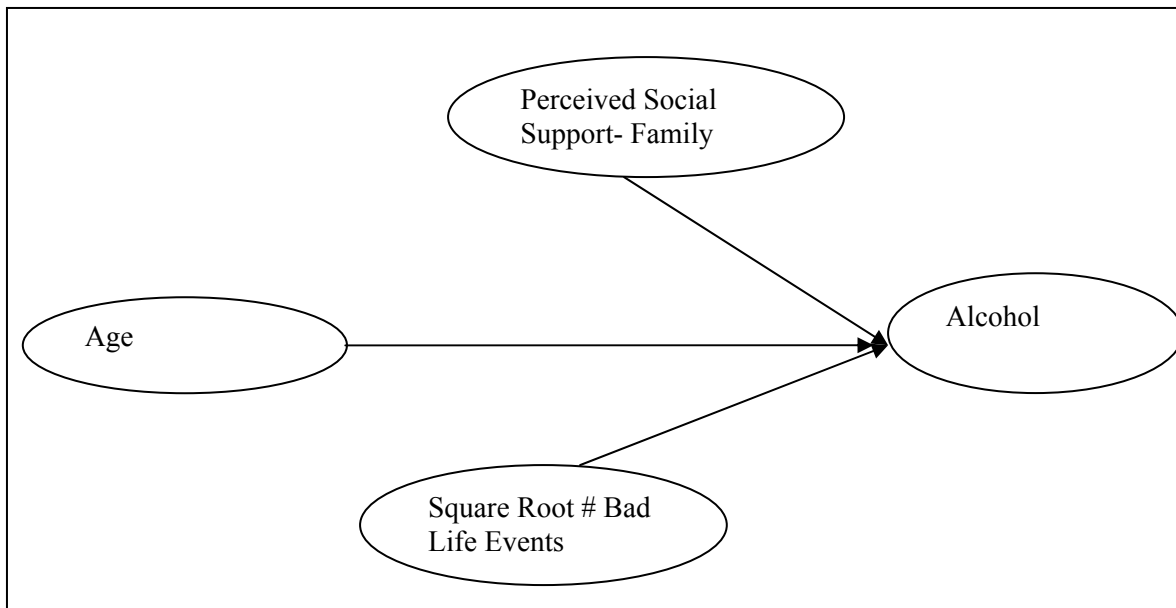 Perceived Social
Support- Family
Age
Alcohol
Square Root # Bad
Life Events